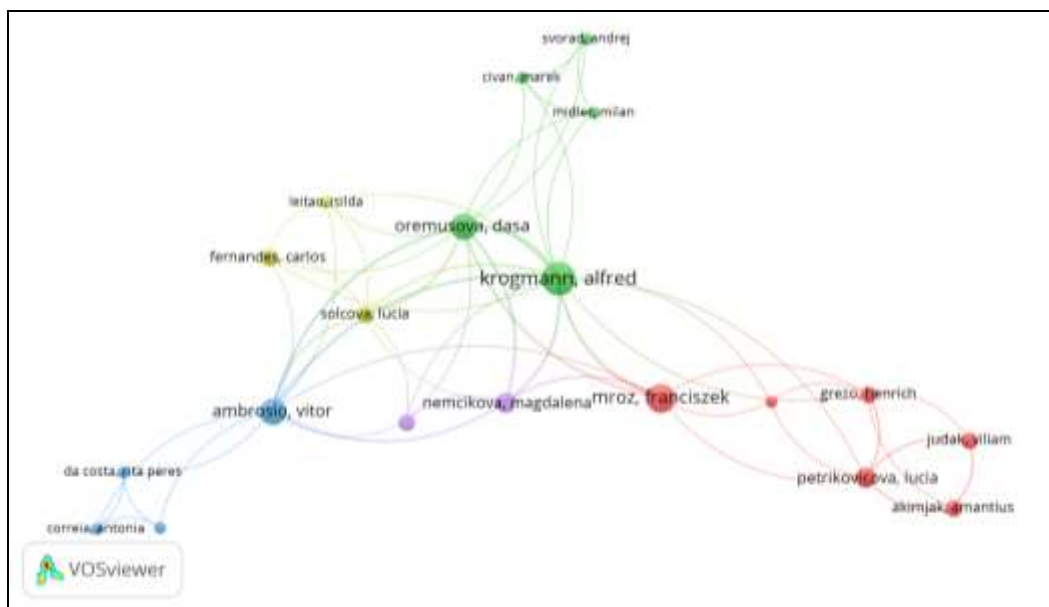 svorad, andrej
civan, marek
midler, milan
leitao, isilda
oremusova, dasa
fernandes, carlos
krogmann, alfred
solcova, lucia
ambrosio, vitor
nemcikova, magdalena
mroz, franciszek
grezo, henrich
judak, viliam
da costa, rita peres
petrikovicova, lucia
akimjak, amantius
correia, antonia
VOSviewer